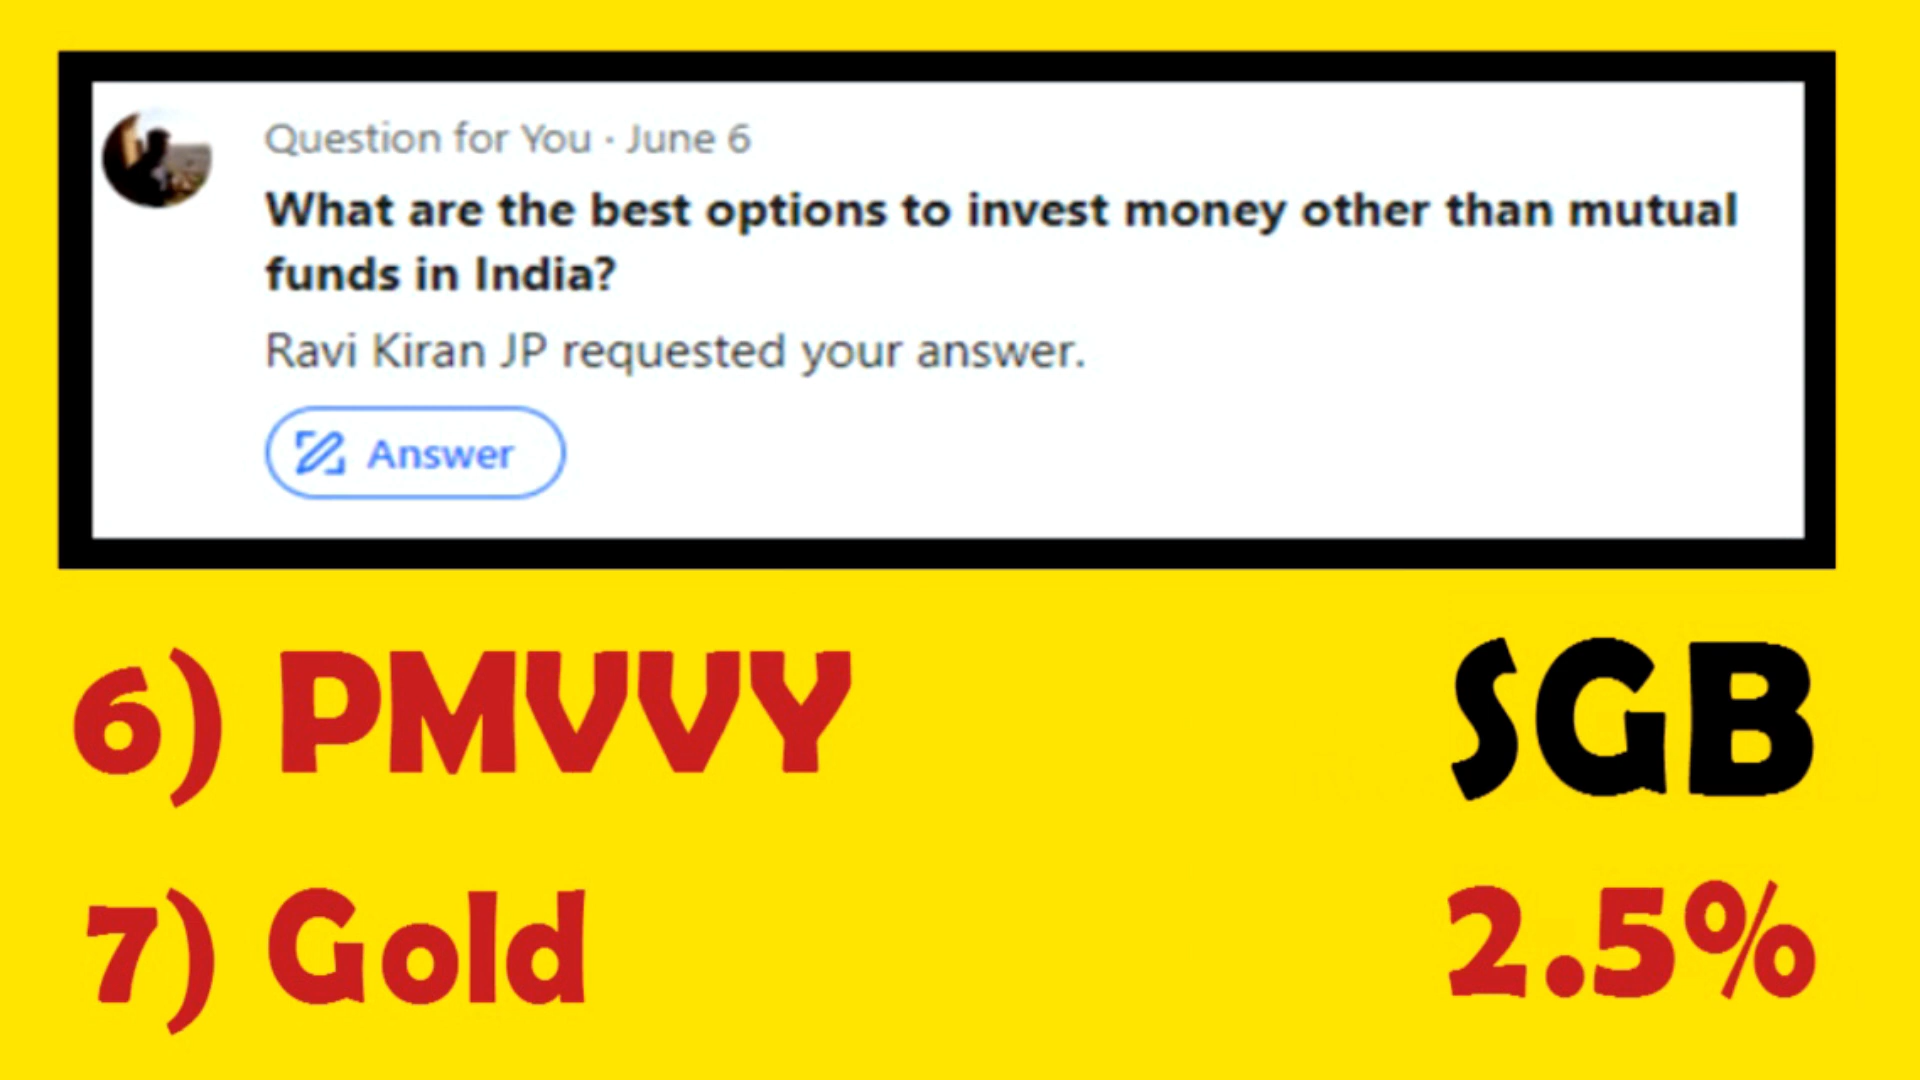 Question for You · June 6
What are the best options to invest money other than mutual
funds in India?
Ravi Kiran JP requested your answer.
Answer
6) PMVVY
SGB
7) Gold
2.5%